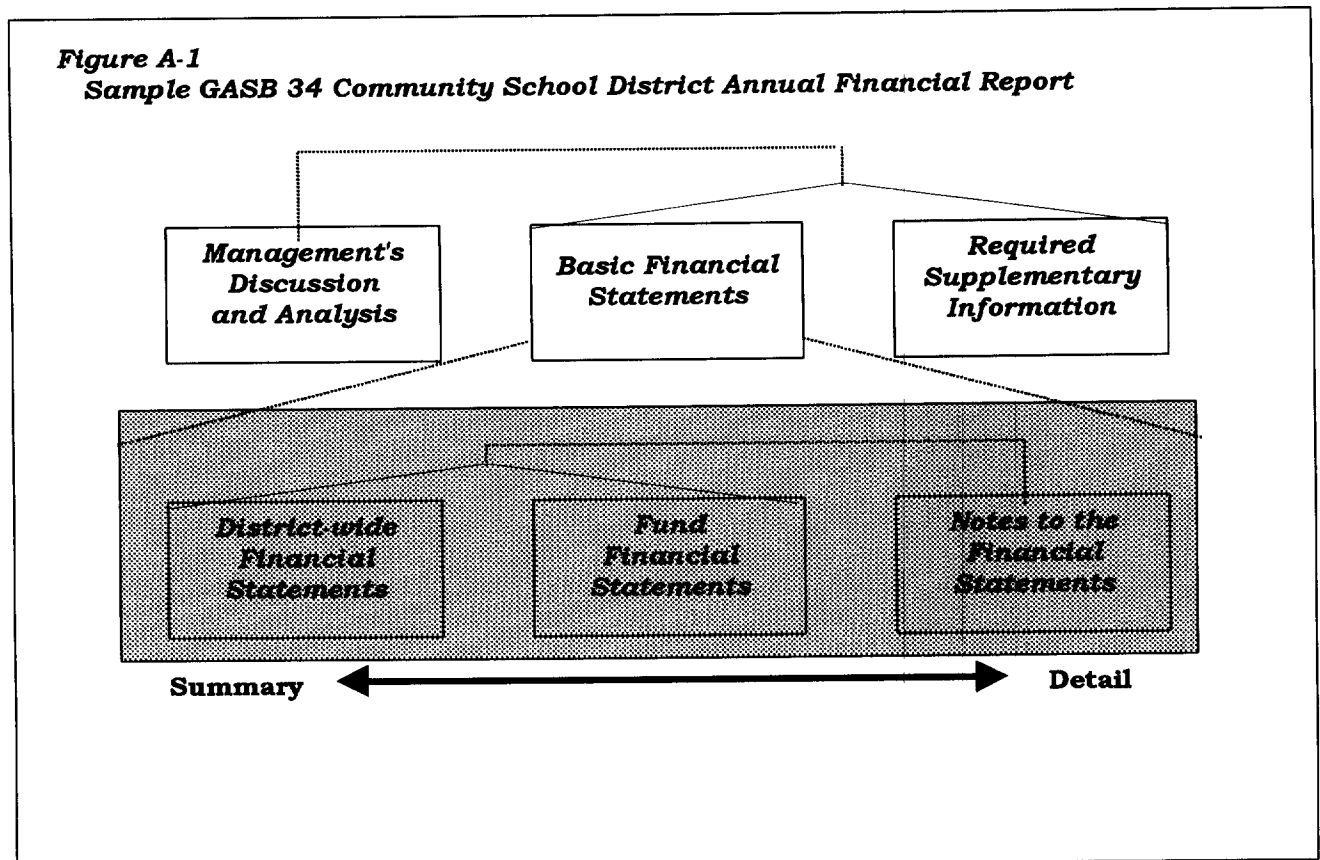 Figure A-1
Sample GASB 34 Community School District Annual Financial Report
Management's
Discussion
and Analysis
Basic Financial
Statements
Required
Supplementary
Information
District-wide
Financial
Statements
Fund
Financial
Statements
Notes to the
Financial
Statements
Summary
Detail